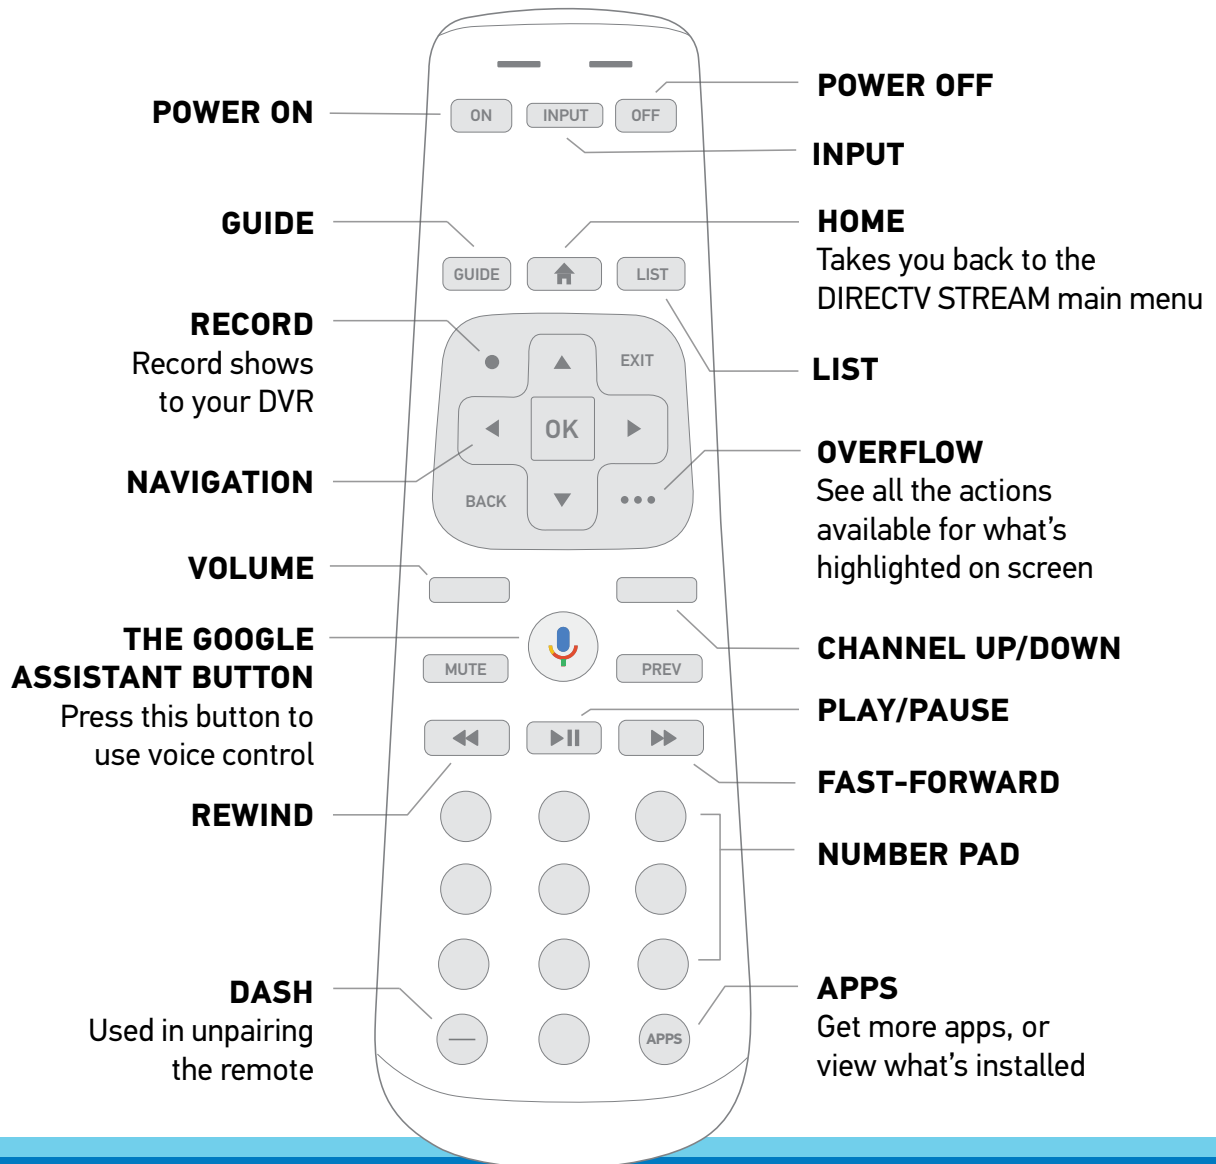 POWER ON
POWER OFF
ON
INPUT
OFF
INPUT
GUIDE
HOME
Takes you back to the
DIRECTV STREAM main menu
GUIDE
LIST
RECORD
Record shows
to your DVR
EXIT
LIST
OK
NAVIGATION
BACK
OVERFLOW
See all the actions
available for what's
highlighted on screen
VOLUME
THE GOOGLE
ASSISTANT BUTTON
Press this button to
use voice control
MUTE
PREV
CHANNEL UP/DOWN
PLAY/PAUSE
FAST-FORWARD
REWIND
NUMBER PAD
DASH
Used in unpairing
the remote
APPS
APPS
Get more apps, or
view what's installed